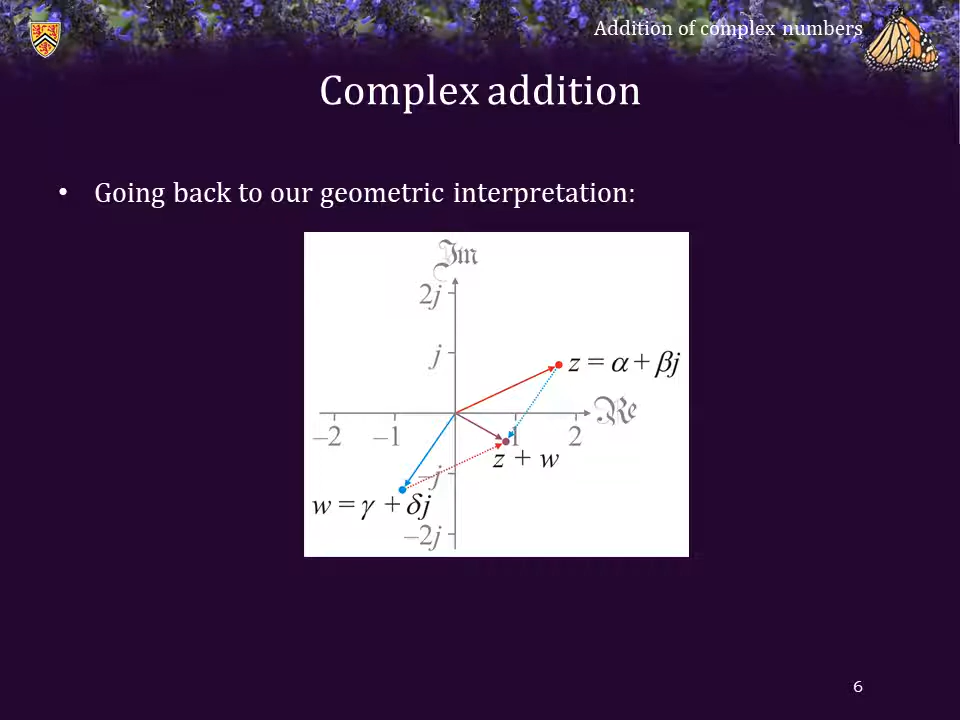 Addition of complex numbers
Complex addition
• Going back to our geometric interpretation:
ℑm
2j
j
z = α + βj
ℜe
–2 –1 1 2
z + w
–j
w = γ + δj
–2j
6